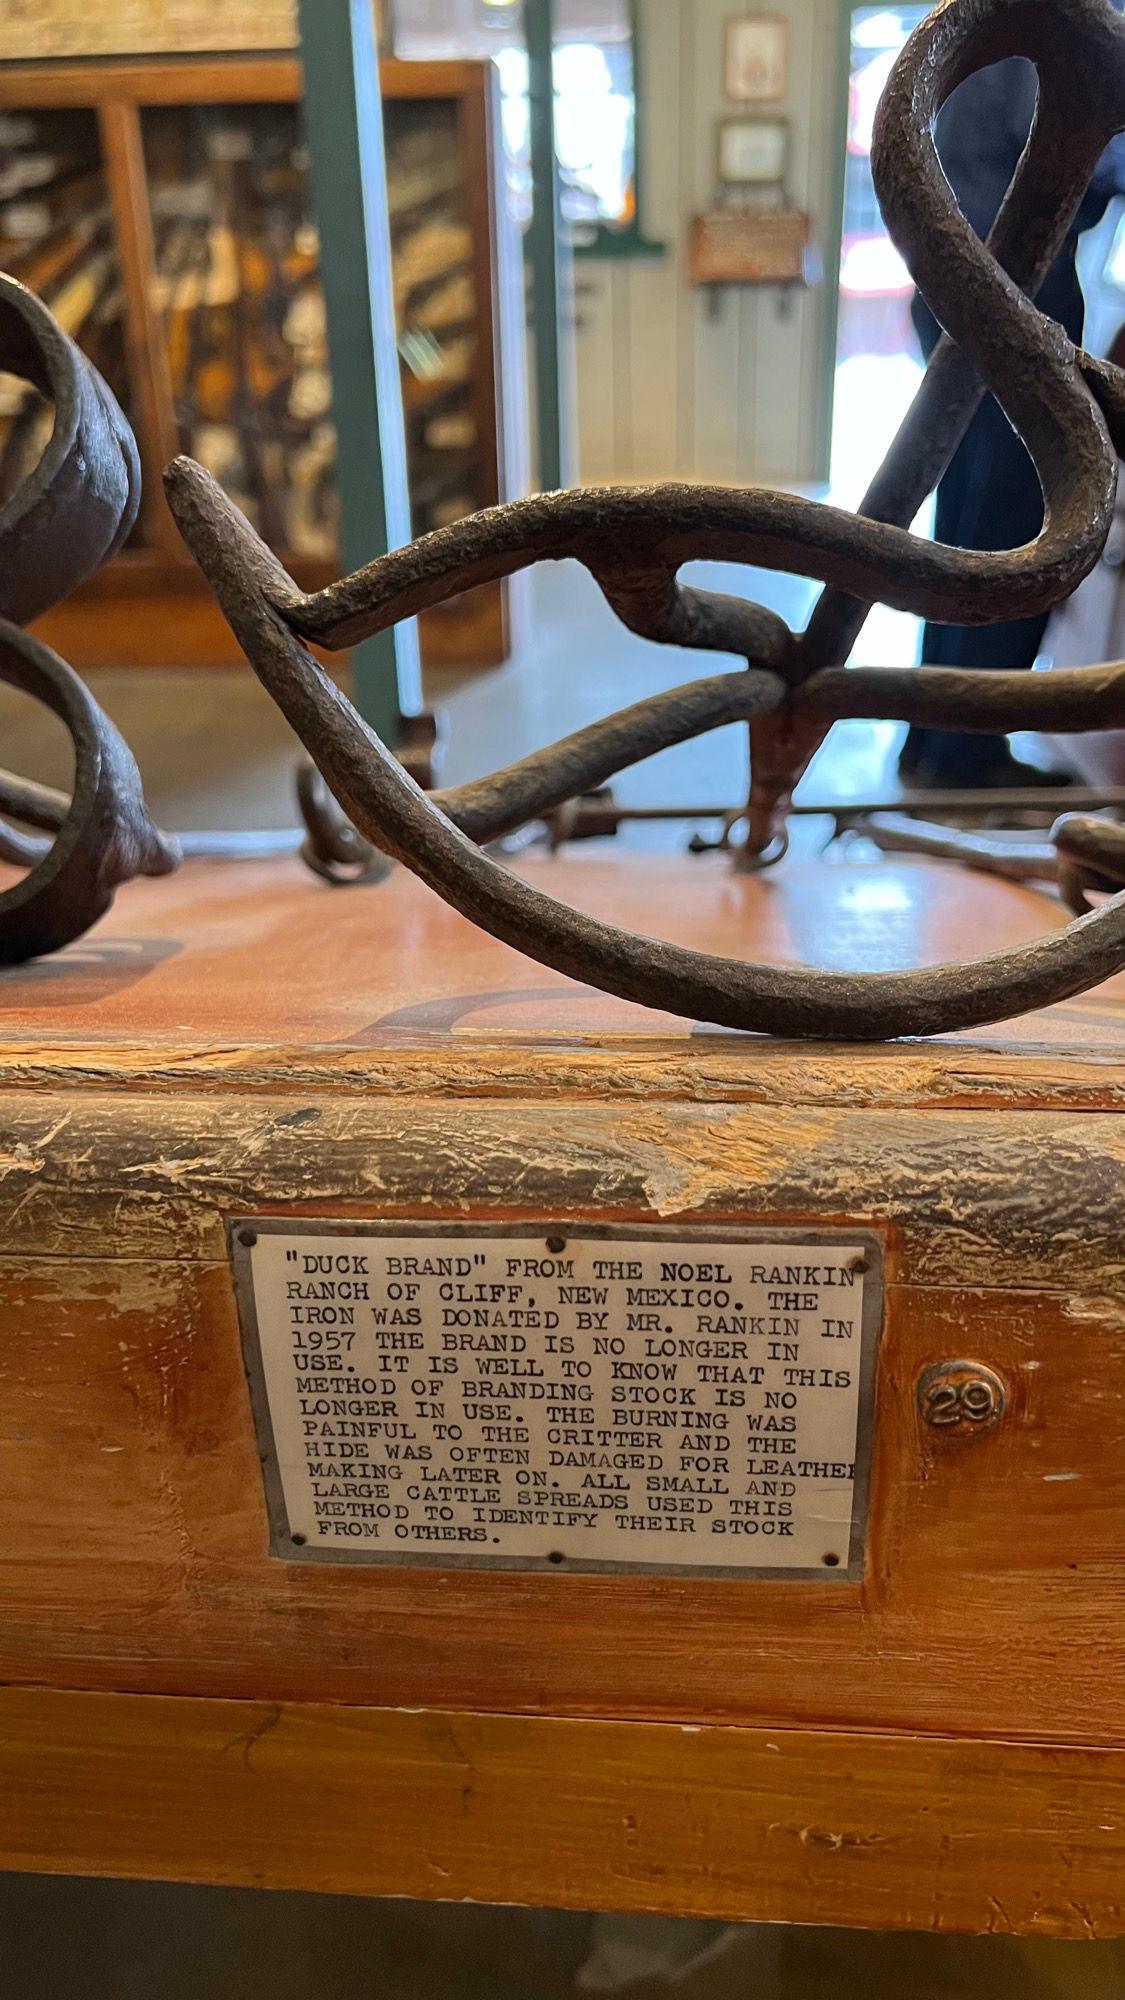 "DUCK BRAND" FROM THE NOEL RANKIN
RANCH OF CLIFF, NEW MEXICO. THE
IRON WAS DONATED BY MR. RANKIN IN
1957 THE BRAND IS NO LONGER IN
USE. IT IS WELL TO KNOW THAT THIS
METHOD OF BRANDING STOCK IS NO
LONGER IN USE. THE BURNING WAS
PAINFUL TO THE CRITTER AND THE
HIDE WAS OFTEN DAMAGED FOR LEATHER
MAKING LATER ON. ALL SMALL AND
LARGE CATTLE SPREADS USED THIS
METHOD TO IDENTIFY THEIR STOCK
FROM OTHERS.
29